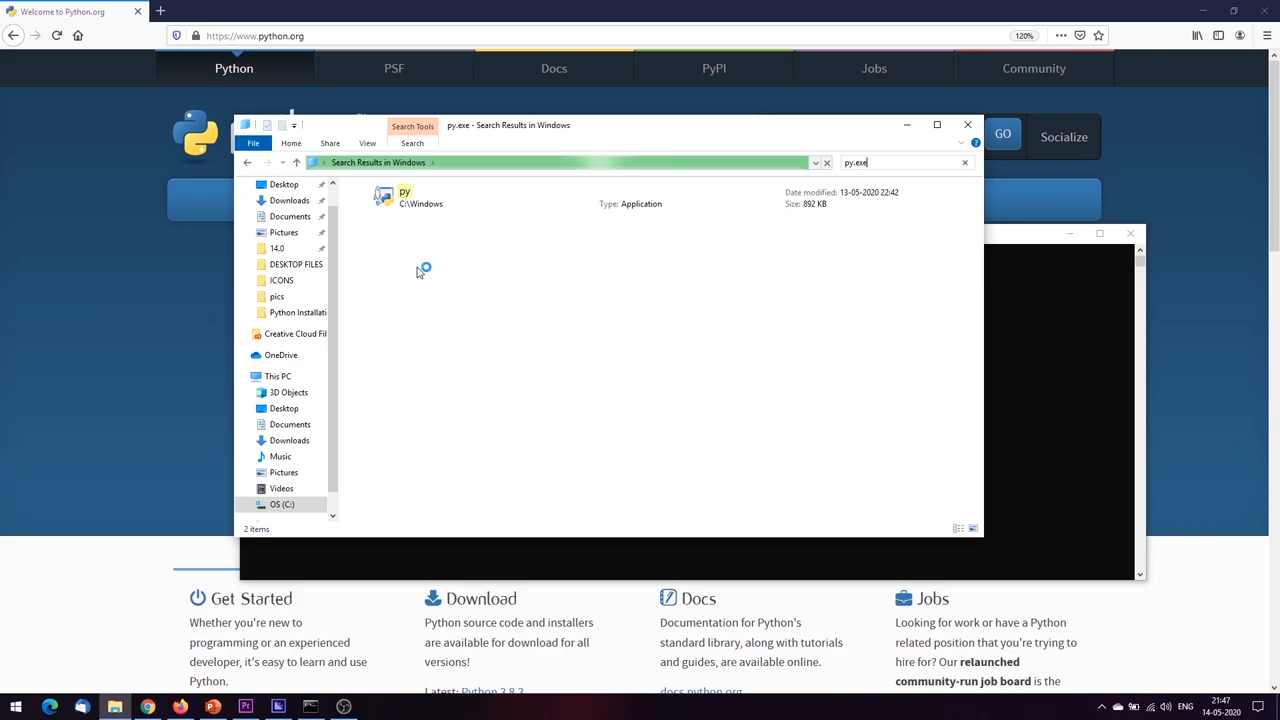 Welcome to Python.org
https://www.python.org
120%
Python
PSF
Docs
PyPI
Jobs
Community
GO
Socialize
Search Tools
py.exe - Search Results in Windows
File
Home
Share
View
Search
Search Results in Windows
py.exe
Desktop
Downloads
Documents
Pictures
14.0
DESKTOP FILES
ICONS
pics
Python Installati
Creative Cloud Fil
OneDrive
This PC
3D Objects
Desktop
Documents
Downloads
Music
Pictures
Videos
OS (C:)
py
C:\Windows
Type: Application
Date modified: 13-05-2020 22:42
Size: 892 KB
2 items
Get Started
Whether you're new to
programming or an experienced
developer, it's easy to learn and use
Python.
Download
Python source code and installers
are available for download for all
versions!
Latest: Python 3.8.3
Docs
Documentation for Python's
standard library, along with tutorials
and guides, are available online.
docs.python.org
Jobs
Looking for work or have a Python
related position that you're trying to
hire for? Our relaunched
community-run job board is the
ENG
21:47
14-05-2020